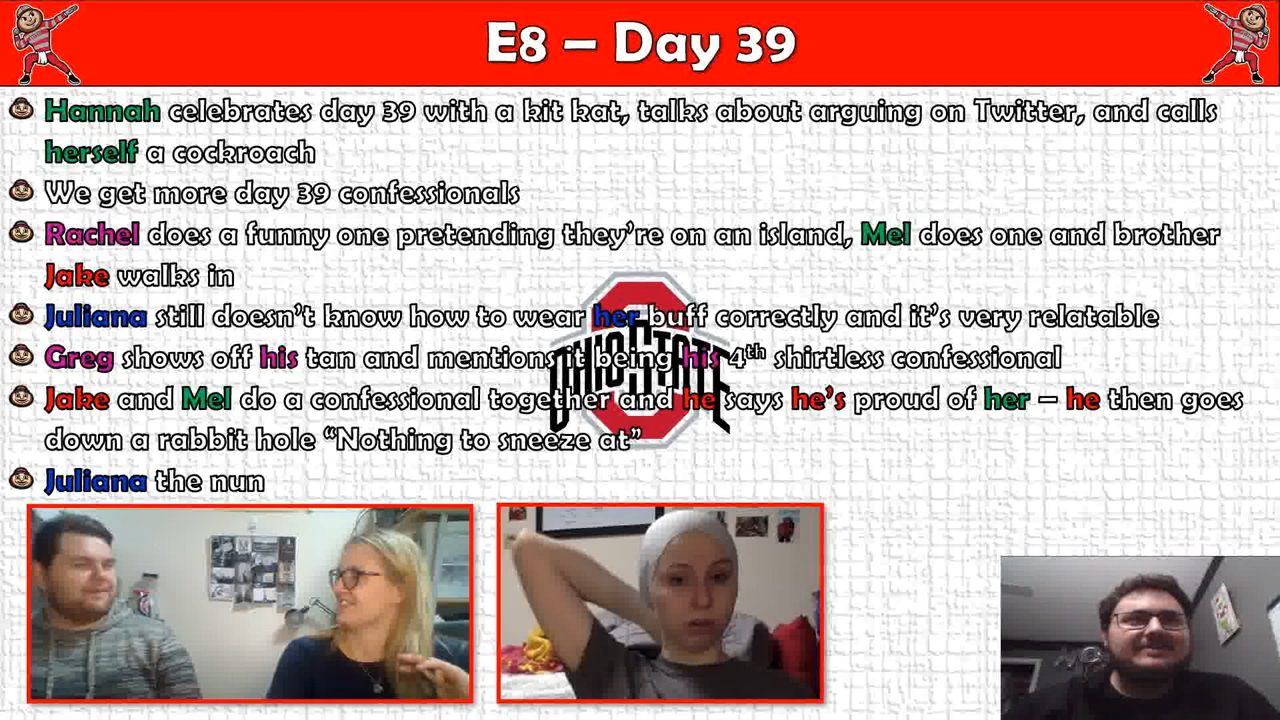 E8 – Day 39
Hannah celebrates day 39 with a kit kat, talks about arguing on Twitter, and calls
herself a cockroach
We get more day 39 confessionals
Rachel does a funny one pretending they’re on an island, Mel does one and brother
Jake walks in
Juliana still doesn’t know how to wear her buff correctly and it’s very relatable
Greg shows off his tan and mentions it being his 4th shirtless confessional
OHIO STATE
Jake and Mel do a confessional together and he says he’s proud of her – he then goes
down a rabbit hole “Nothing to sneeze at”
Juliana the nun